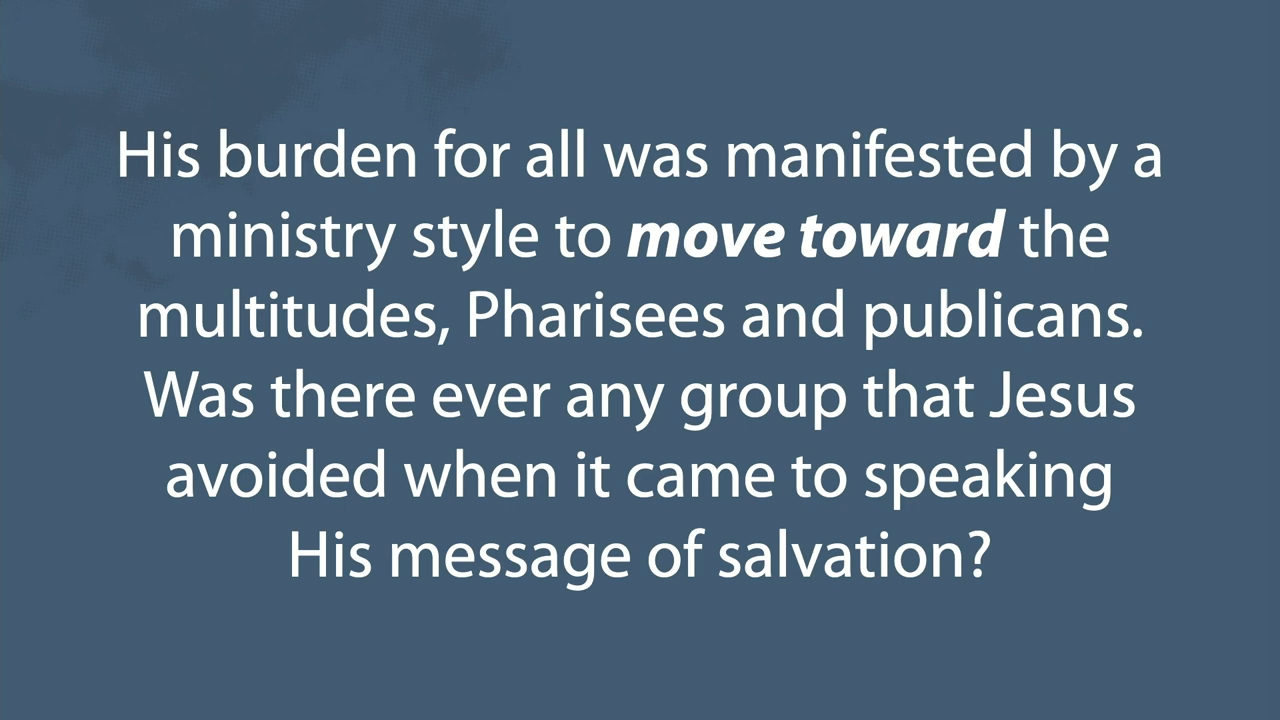 His burden for all was manifested by a
ministry style to move toward the
multitudes, Pharisees and publicans.
Was there ever any group that Jesus
avoided when it came to speaking
His message of salvation?